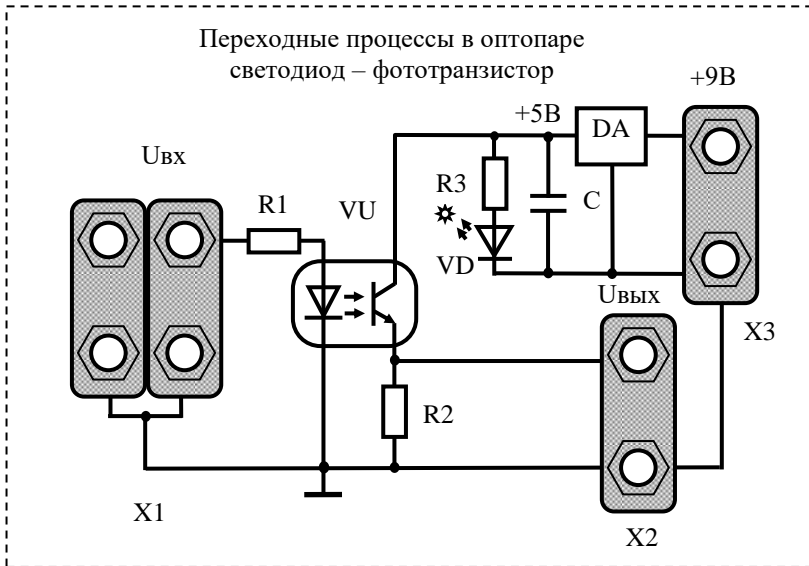 Переходные процессы в оптопаре
светодиод – фототранзистор
+9В
+5В
DA
Uвх
R3
R1
VU
C
VD
Uвых
X3
R2
X1
X2